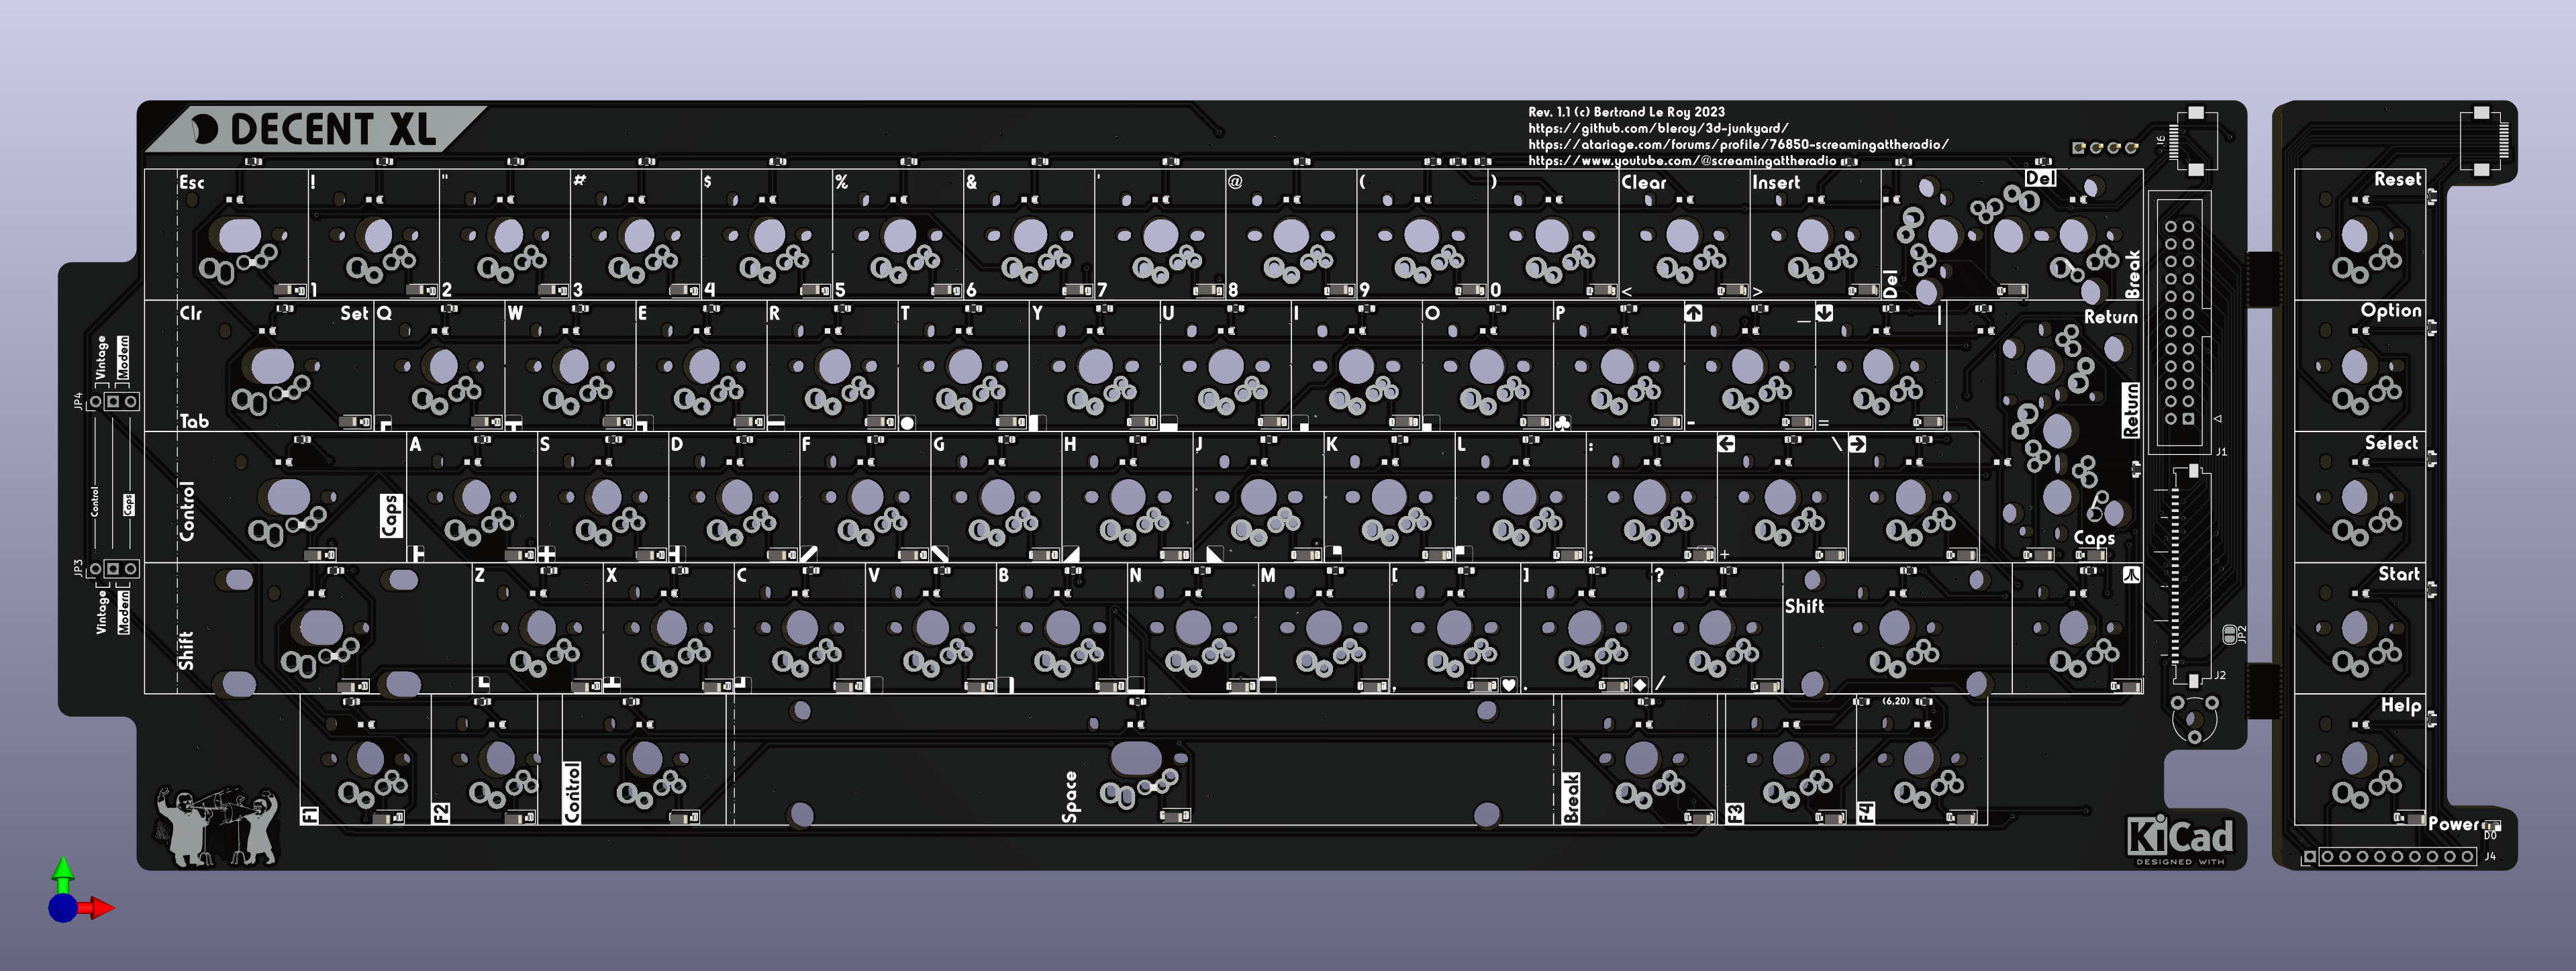 DECENT XL
Rev. 1.1 (c) Bertrand Le Roy 2023
https://github.com/bleroy/3d-junkyard/
https://atariage.com/forums/profile/76850-screamingattheradio/
https://www.youtube.com/@screamingattheradio
J6
Esc ! " # $ % & ' @ ( ) Clear Insert Del
1 2 3 4 5 6 7 8 9 0 < > Del Break
Reset
Clr Set Q W E R T Y U I O P ↑ _ ↓ | Return
Tab - = Return
Option
Vintage Modern
JP4
Control Caps
JP3
Vintage Modern
Control Caps A S D F G H J K L : ← \ →
; + Caps
J1
Select
Shift Z X C V B N M [ ] ? Shift
, ♥ . ♦ /
JP2
J2
Start
(6,20)
F1 F2 Control Space Break F3 F4
Help
KiCad
DESIGNED WITH
Power
D0
J4